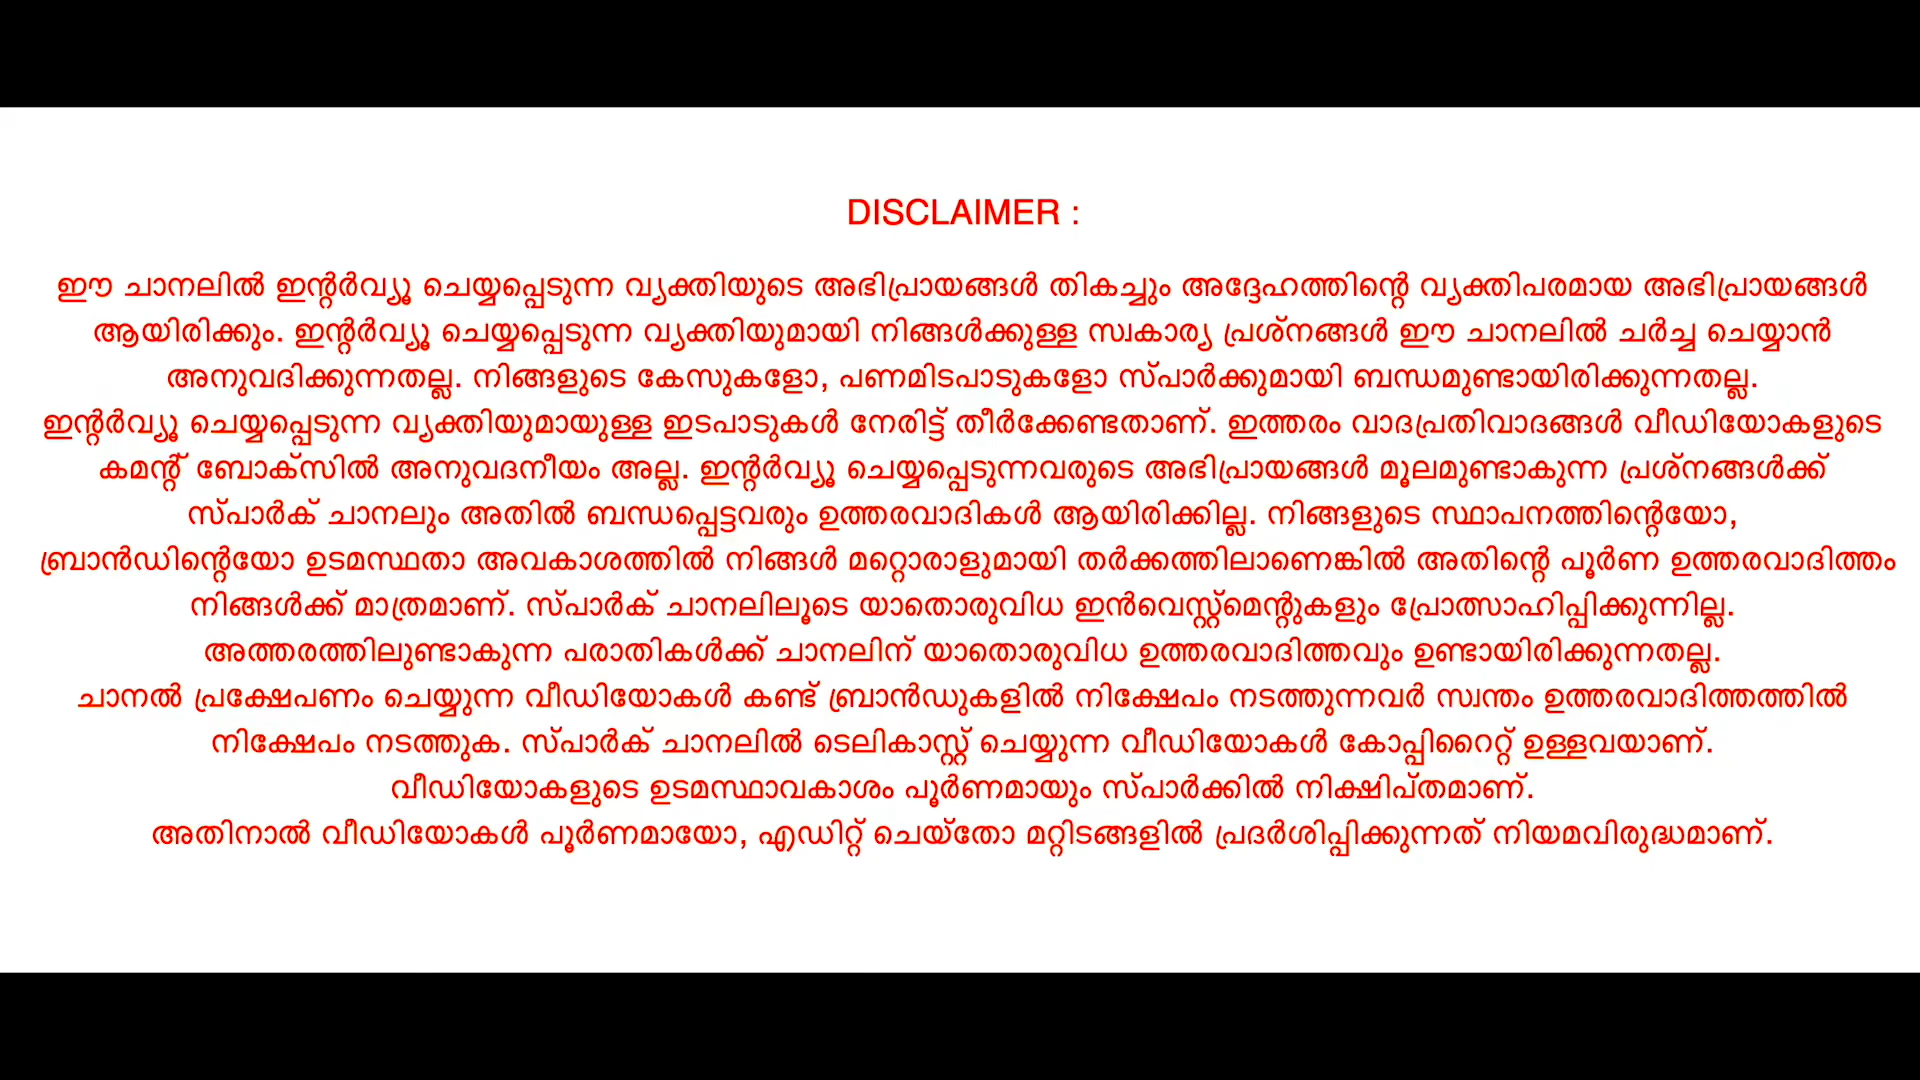 DISCLAIMER :
ഈ ചാനലിൽ ഇന്റർവ്യൂ ചെയ്യപ്പെടുന്ന വ്യക്തിയുടെ അഭിപ്രായങ്ങൾ തികച്ചും അദ്ദേഹത്തിന്റെ വ്യക്തിപരമായ അഭിപ്രായങ്ങൾ
ആയിരിക്കും. ഇന്റർവ്യൂ ചെയ്യപ്പെടുന്ന വ്യക്തിയുമായി നിങ്ങൾക്കുള്ള സ്വകാര്യ പ്രശ്നങ്ങൾ ഈ ചാനലിൽ ചർച്ച ചെയ്യാൻ
അനുവദിക്കുന്നതല്ല. നിങ്ങളുടെ കേസുകളോ, പണമിടപാടുകളോ സ്പാർക്കുമായി ബന്ധമുണ്ടായിരിക്കുന്നതല്ല.
ഇന്റർവ്യൂ ചെയ്യപ്പെടുന്ന വ്യക്തിയുമായുള്ള ഇടപാടുകൾ നേരിട്ട് തീർക്കേണ്ടതാണ്. ഇത്തരം വാദപ്രതിവാദങ്ങൾ വീഡിയോകളുടെ
കമന്റ് ബോക്സിൽ അനുവദനീയം അല്ല. ഇന്റർവ്യൂ ചെയ്യപ്പെടുന്നവരുടെ അഭിപ്രായങ്ങൾ മൂലമുണ്ടാകുന്ന പ്രശ്നങ്ങൾക്ക്
സ്പാർക് ചാനലും അതിൽ ബന്ധപ്പെട്ടവരും ഉത്തരവാദികൾ ആയിരിക്കില്ല. നിങ്ങളുടെ സ്ഥാപനത്തിന്റെയോ,
ബ്രാൻഡിന്റെയോ ഉടമസ്ഥതാ അവകാശത്തിൽ നിങ്ങൾ മറ്റൊരാളുമായി തർക്കത്തിലാണെങ്കിൽ അതിന്റെ പൂർണ ഉത്തരവാദിത്തം
നിങ്ങൾക്ക് മാത്രമാണ്. സ്പാർക് ചാനലിലൂടെ യാതൊരുവിധ ഇൻവെസ്റ്റ്മെന്റുകളും പ്രോത്സാഹിപ്പിക്കുന്നില്ല.
അത്തരത്തിലുണ്ടാകുന്ന പരാതികൾക്ക് ചാനലിന് യാതൊരുവിധ ഉത്തരവാദിത്തവും ഉണ്ടായിരിക്കുന്നതല്ല.
ചാനൽ പ്രക്ഷേപണം ചെയ്യുന്ന വീഡിയോകൾ കണ്ട് ബ്രാൻഡുകളിൽ നിക്ഷേപം നടത്തുന്നവർ സ്വന്തം ഉത്തരവാദിത്തത്തിൽ
നിക്ഷേപം നടത്തുക. സ്പാർക് ചാനലിൽ ടെലികാസ്റ്റ് ചെയ്യുന്ന വീഡിയോകൾ കോപ്പിറൈറ്റ് ഉള്ളവയാണ്.
വീഡിയോകളുടെ ഉടമസ്ഥാവകാശം പൂർണമായും സ്പാർക്കിൽ നിക്ഷിപ്തമാണ്.
അതിനാൽ വീഡിയോകൾ പൂർണമായോ, എഡിറ്റ് ചെയ്തോ മറ്റിടങ്ങളിൽ പ്രദർശിപ്പിക്കുന്നത് നിയമവിരുദ്ധമാണ്.